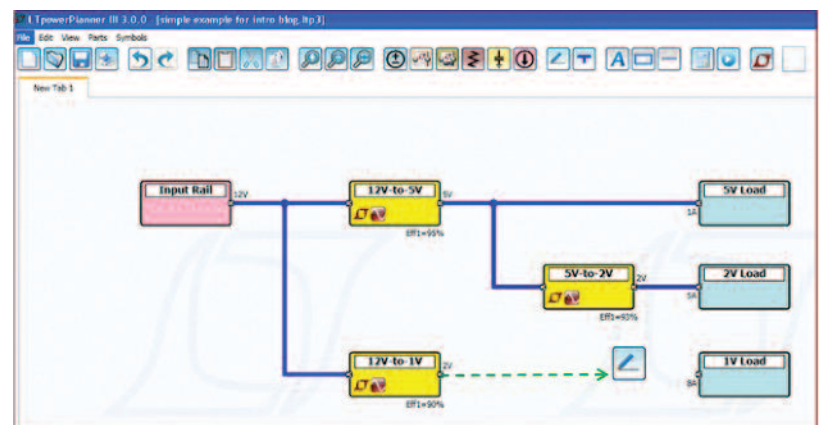 LTpowerPlanner III 3.0.0 - [simple example for intro blog.ltp3]
File Edit View Parts Symbols
A
New Tab 1
Input Rail
12V
12V-to-5V
5V
Eff1=95%
5V Load
1A
5V-to-2V
2V
Eff1=93%
2V Load
5A
12V-to-1V
2V
Eff1=90%
1V Load
8A